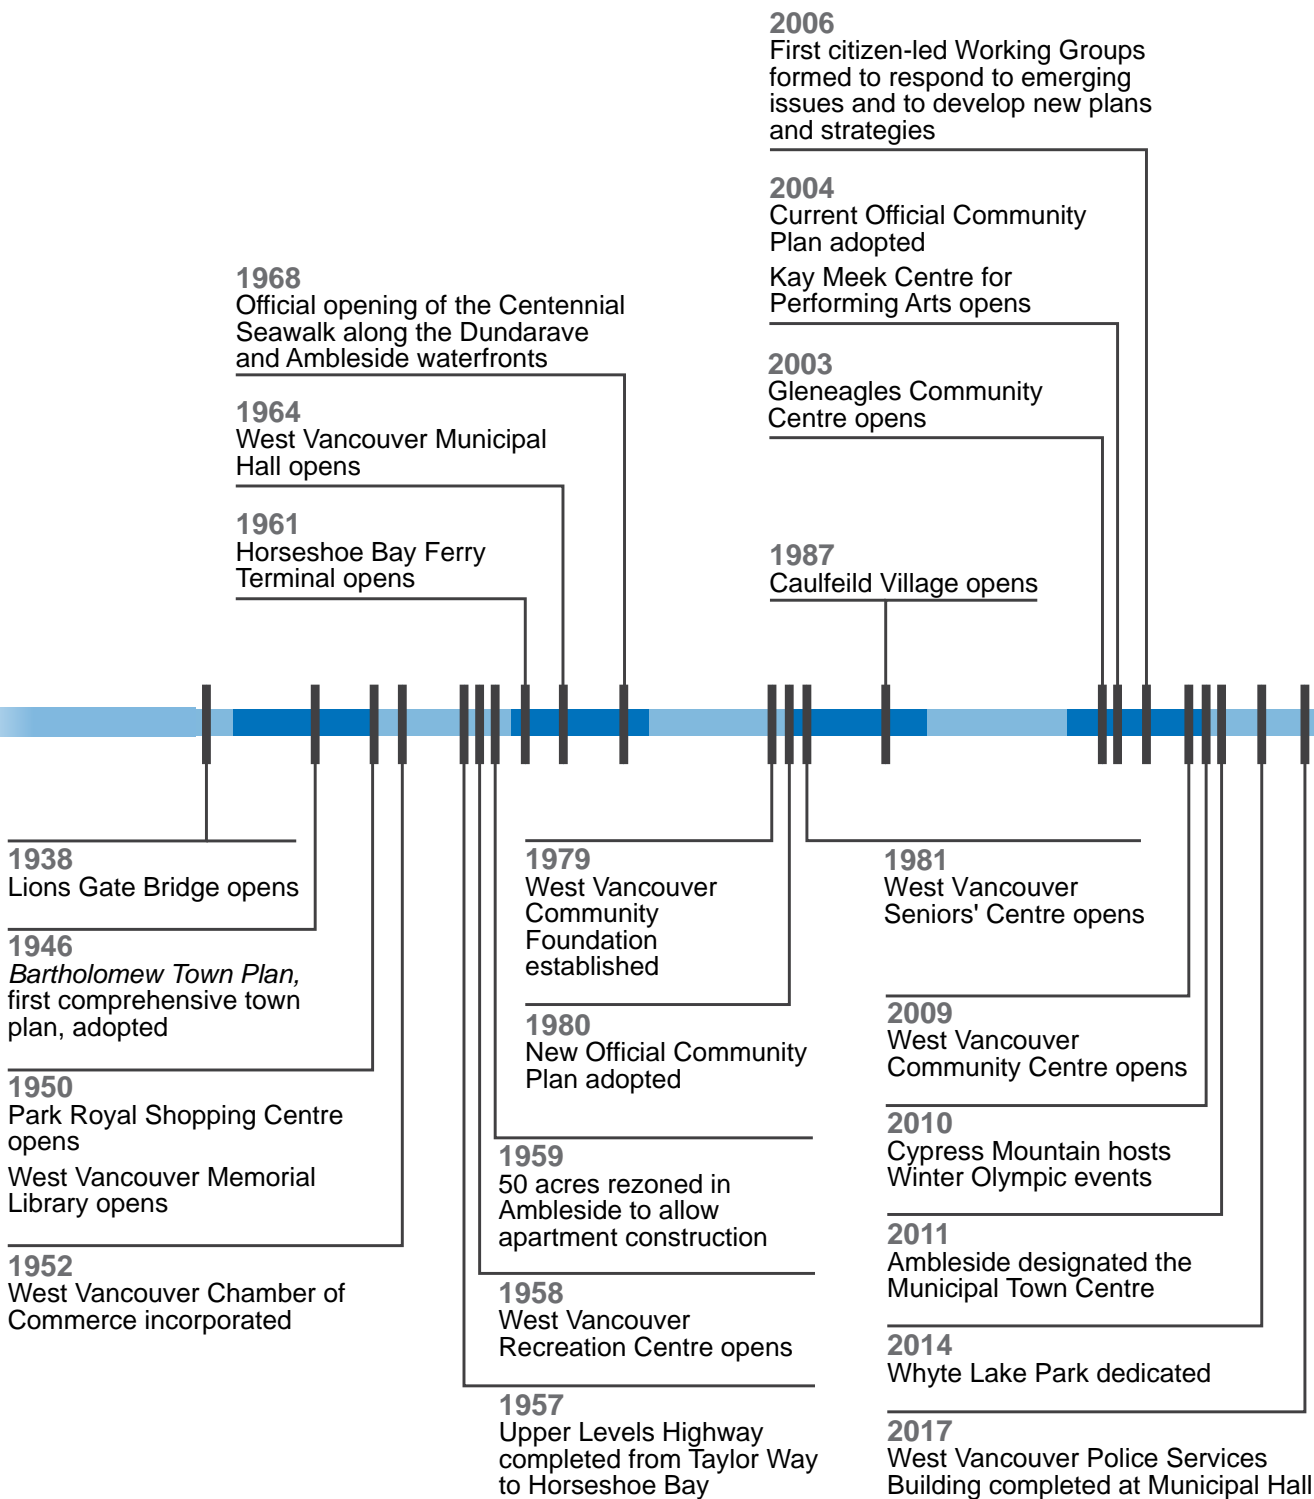 2006
First citizen-led Working Groups
formed to respond to emerging
issues and to develop new plans
and strategies
2004
Current Official Community
Plan adopted
Kay Meek Centre for
Performing Arts opens
1968
Official opening of the Centennial
Seawalk along the Dundarave
and Ambleside waterfronts
2003
Gleneagles Community
Centre opens
1964
West Vancouver Municipal
Hall opens
1961
Horseshoe Bay Ferry
Terminal opens
1987
Caulfeild Village opens
1938
Lions Gate Bridge opens
1946
Bartholomew Town Plan,
first comprehensive town
plan, adopted
1950
Park Royal Shopping Centre
opens
West Vancouver Memorial
Library opens
1952
West Vancouver Chamber of
Commerce incorporated
1979
West Vancouver
Community
Foundation
established
1980
New Official Community
Plan adopted
1959
50 acres rezoned in
Ambleside to allow
apartment construction
1958
West Vancouver
Recreation Centre opens
1957
Upper Levels Highway
completed from Taylor Way
to Horseshoe Bay
1981
West Vancouver
Seniors' Centre opens
2009
West Vancouver
Community Centre opens
2010
Cypress Mountain hosts
Winter Olympic events
2011
Ambleside designated the
Municipal Town Centre
2014
Whyte Lake Park dedicated
2017
West Vancouver Police Services
Building completed at Municipal Hall